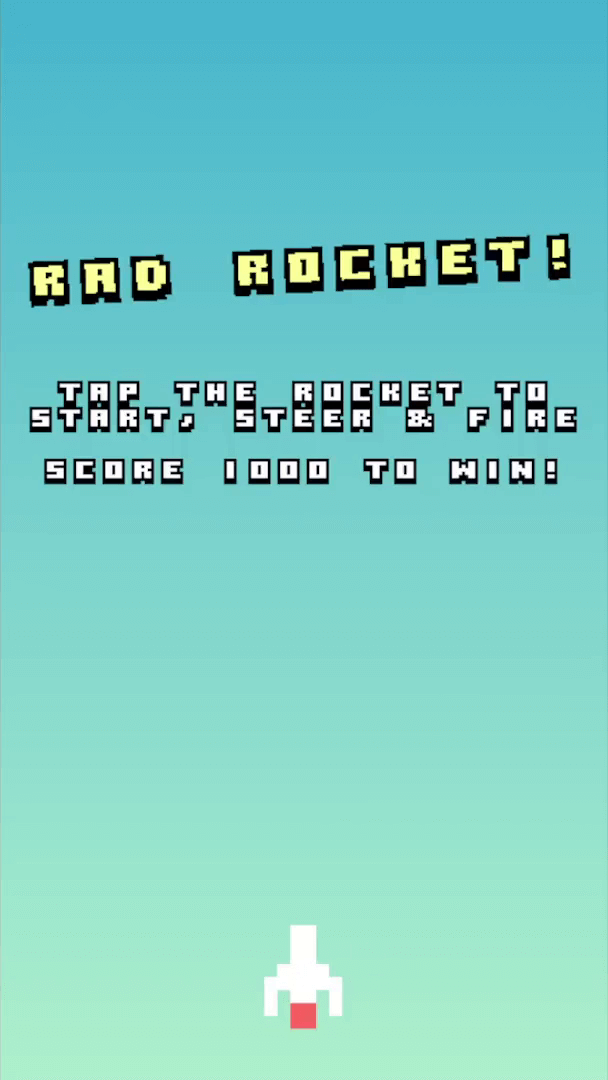 RAD ROCKET!
TAP THE ROCKET TO
START, STEER & FIRE
SCORE 1000 TO WIN!